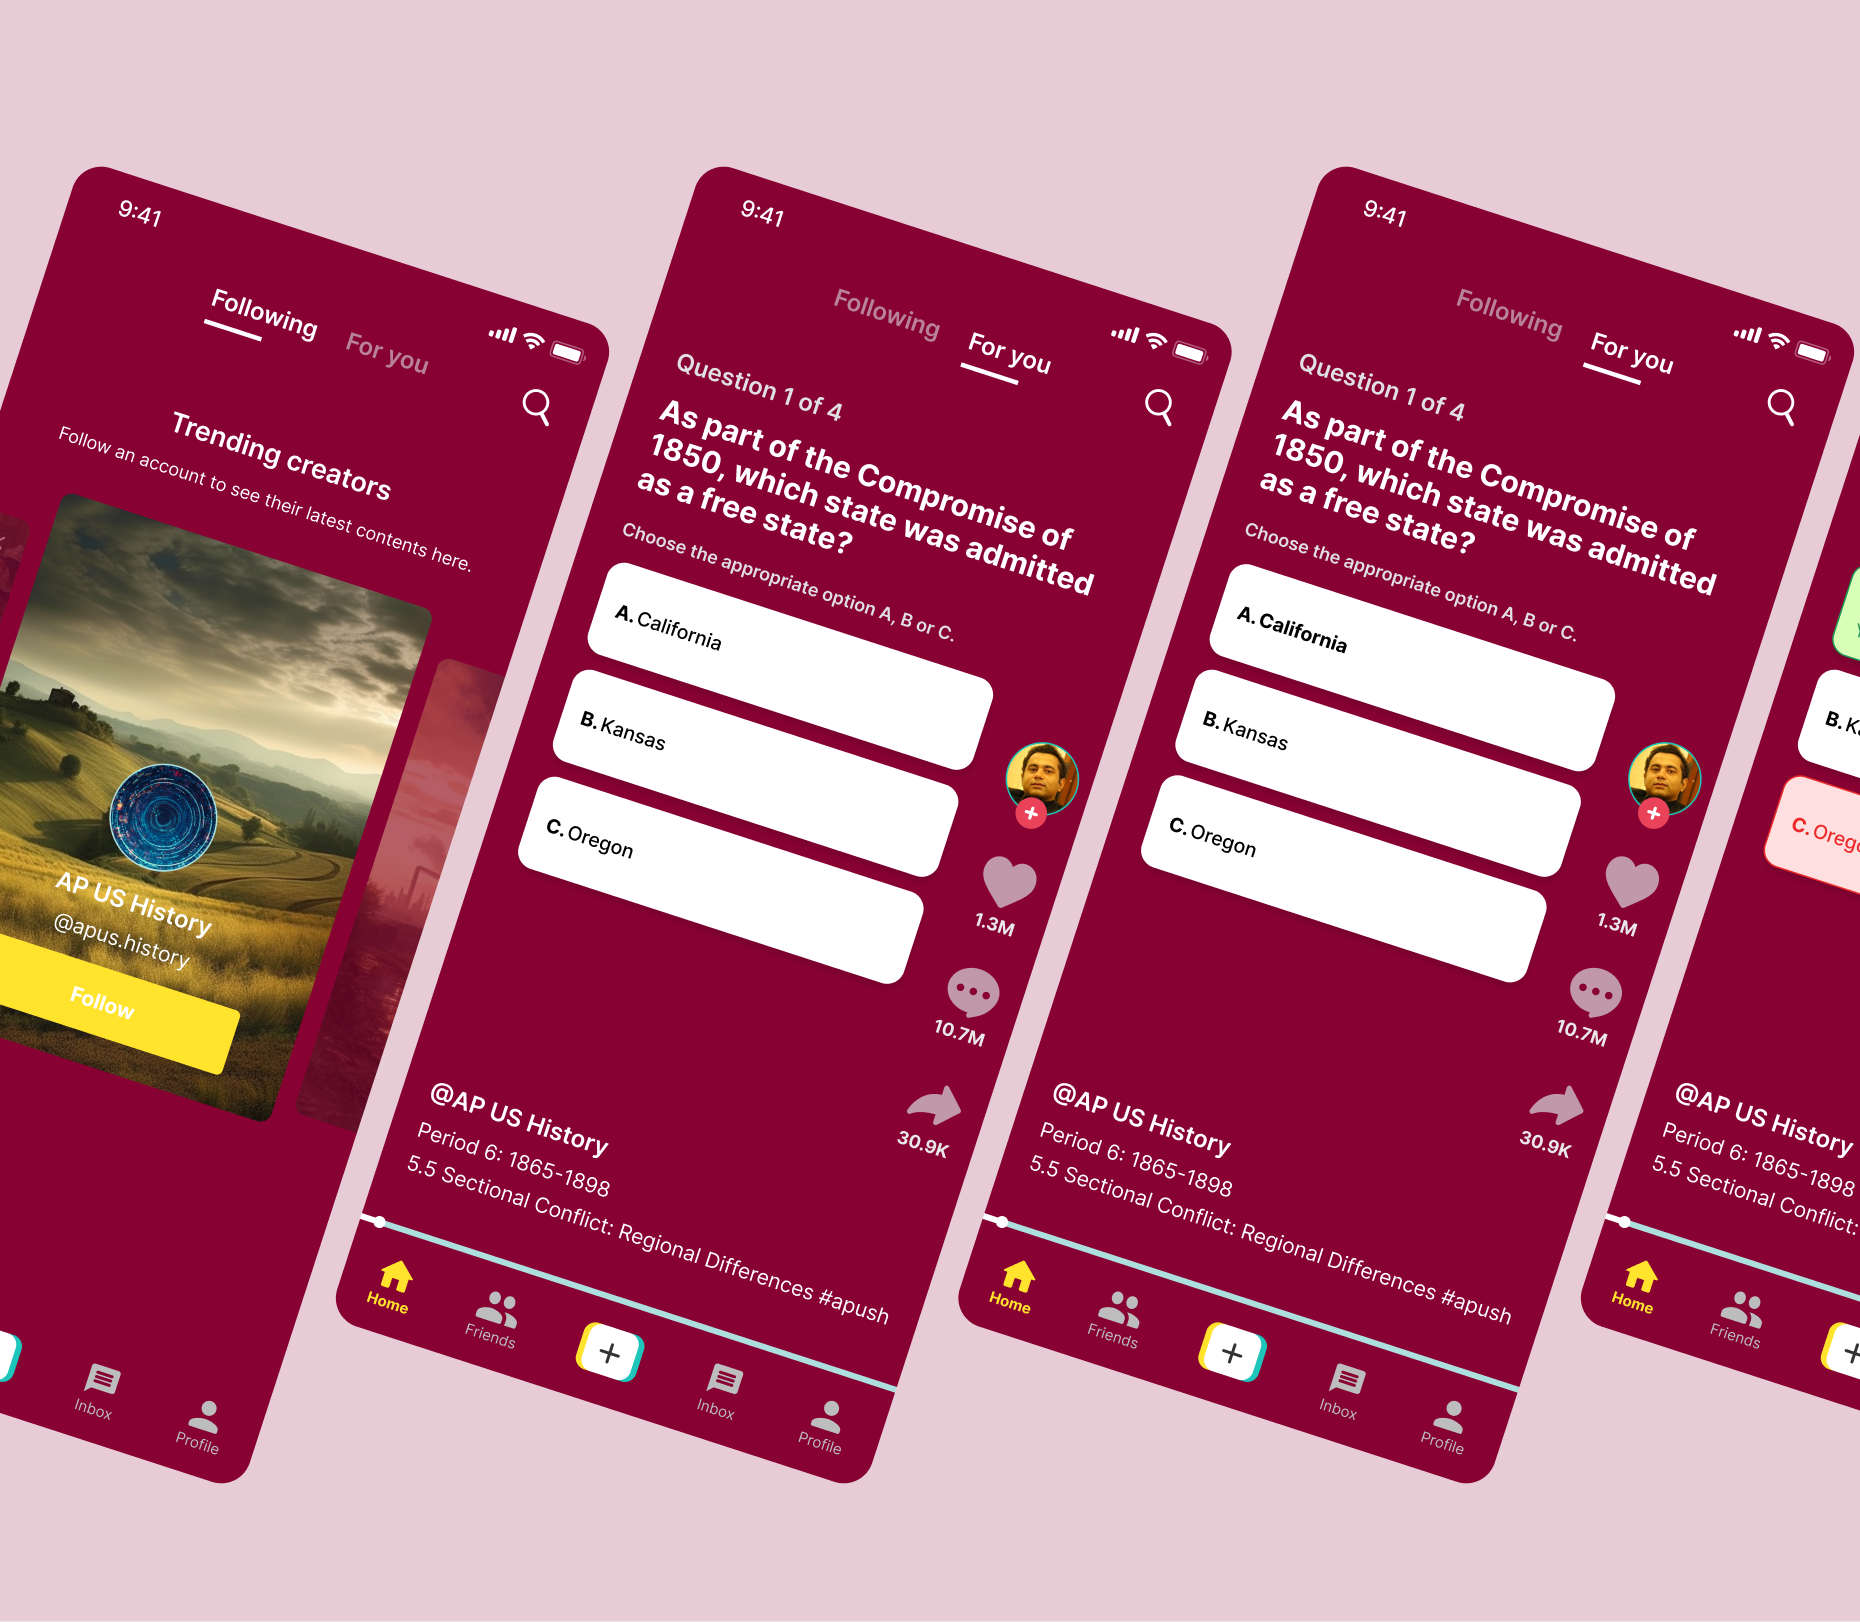 9:41
Following
For you
Trending creators
Follow an account to see their latest contents here.
AP US History
@apus.history
Follow
Inbox
Profile
9:41
Following
For you
Question 1 of 4
As part of the Compromise of
1850, which state was admitted
as a free state?
Choose the appropriate option A, B or C.
A. California
B. Kansas
C. Oregon
1.3M
10.7M
30.9K
@AP US History
Period 6: 1865-1898
5.5 Sectional Conflict: Regional Differences #apush
Home
Friends
Inbox
Profile
9:41
Following
For you
Question 1 of 4
As part of the Compromise of
1850, which state was admitted
as a free state?
Choose the appropriate option A, B or C.
A. California
B. Kansas
C. Oregon
1.3M
10.7M
30.9K
@AP US History
Period 6: 1865-1898
5.5 Sectional Conflict: Regional Differences #apush
Home
Friends
Inbox
Profile
B.
C.
@AP US History
Period 6: 1865-1898
5.5 Sectional Conflict:
Home
Friends